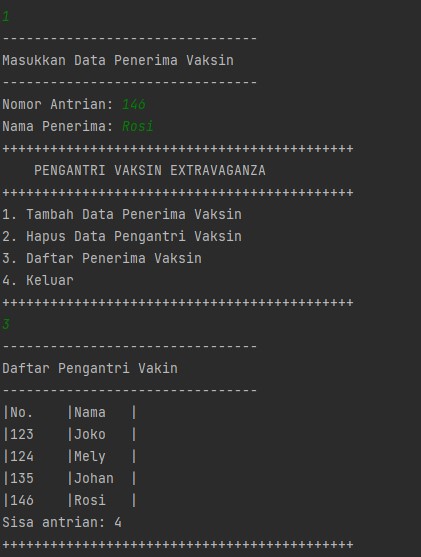 1
--------------------------------
Masukkan Data Penerima Vaksin
--------------------------------
Nomor Antrian: 146
Nama Penerima: Rosi
++++++++++++++++++++++++++++++++++++++++++++
    PENGANTRI VAKSIN EXTRAVAGANZA
++++++++++++++++++++++++++++++++++++++++++++
1. Tambah Data Penerima Vaksin
2. Hapus Data Pengantri Vaksin
3. Daftar Penerima Vaksin
4. Keluar
++++++++++++++++++++++++++++++++++++++++++++
3
--------------------------------
Daftar Pengantri Vakin
--------------------------------
|No.    |Nama   |
|123    |Joko   |
|124    |Mely   |
|135    |Johan  |
|146    |Rosi   |
Sisa antrian: 4
++++++++++++++++++++++++++++++++++++++++++++